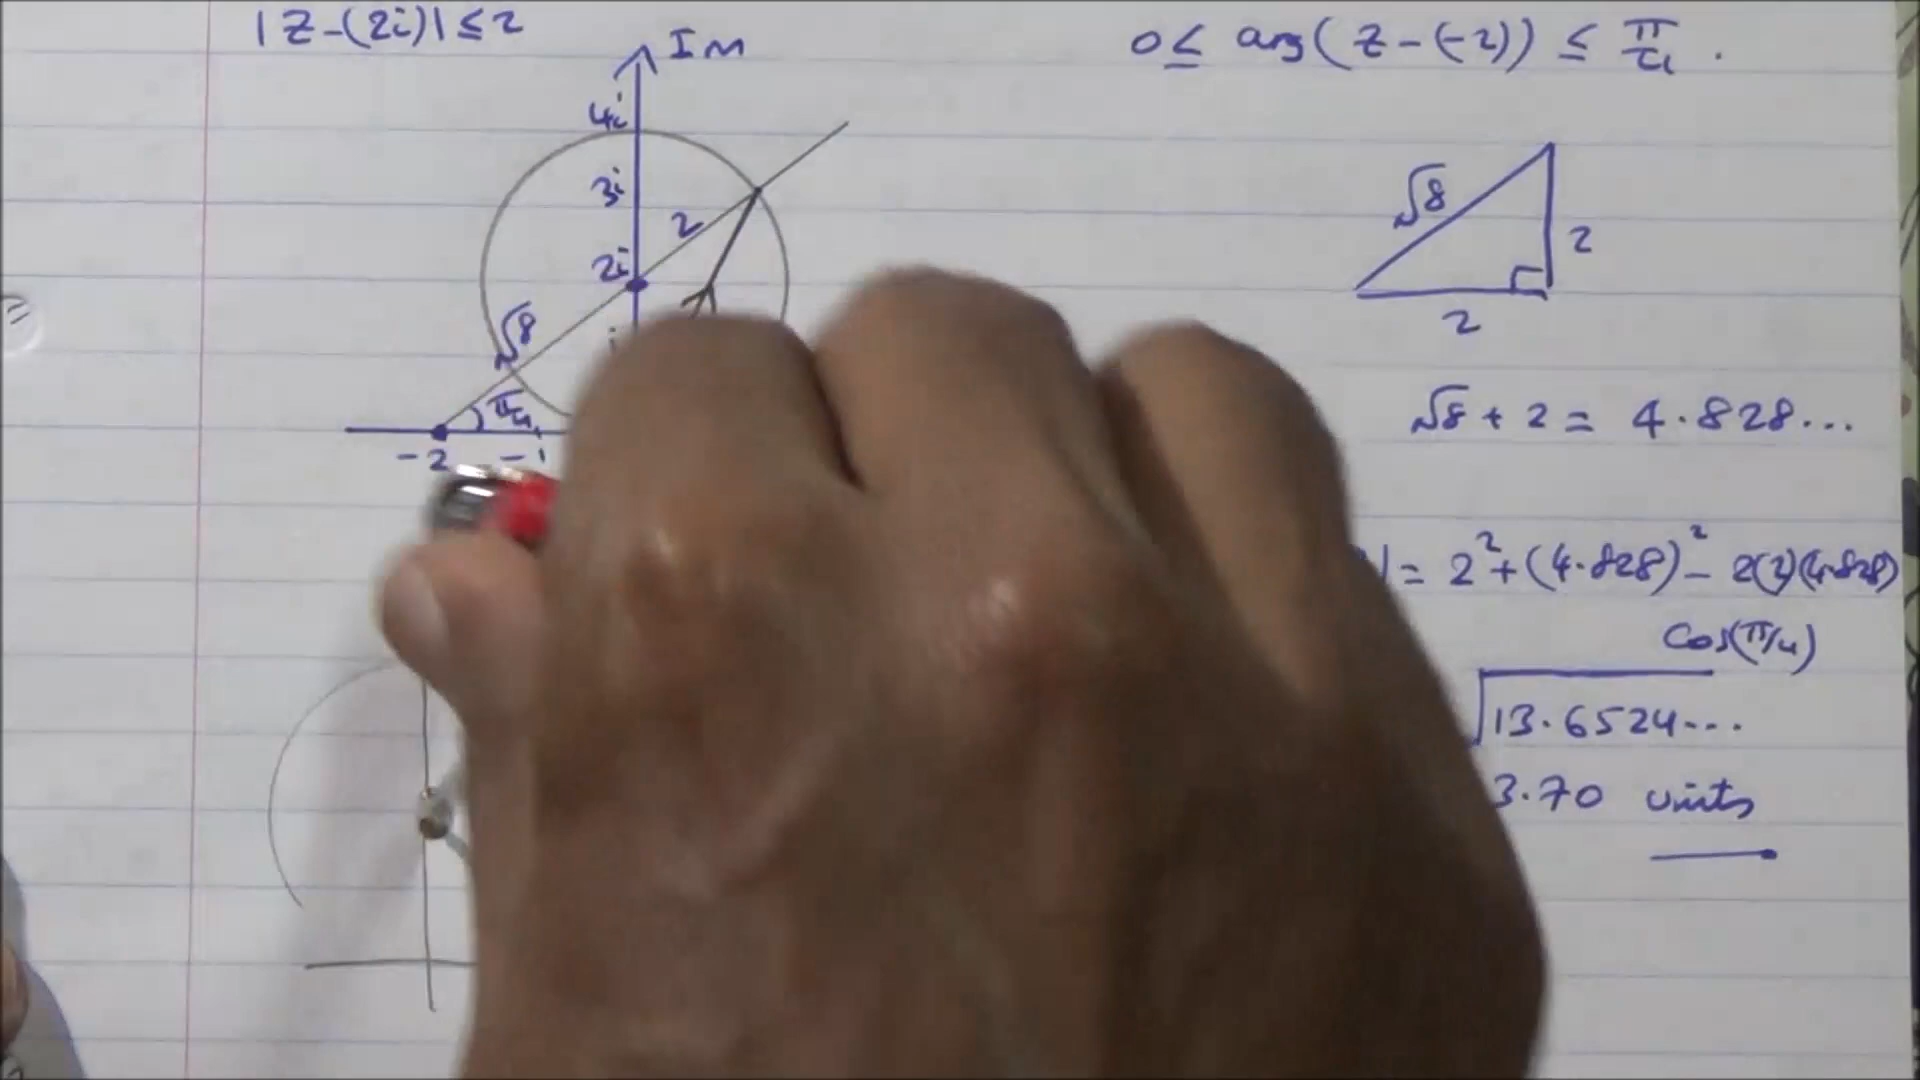 |z-(2i)| ≤ 2
0 ≤ arg(z-(-2)) ≤ π/4.
Im
4i
3i
2
2i
√8
π/4
-2 -1
√8
2
2
√8 + 2 = 4.828...
= 2² + (4.828)² - 2(2)(4.828)
cos(π/4)
√13.6524...
3.70 units